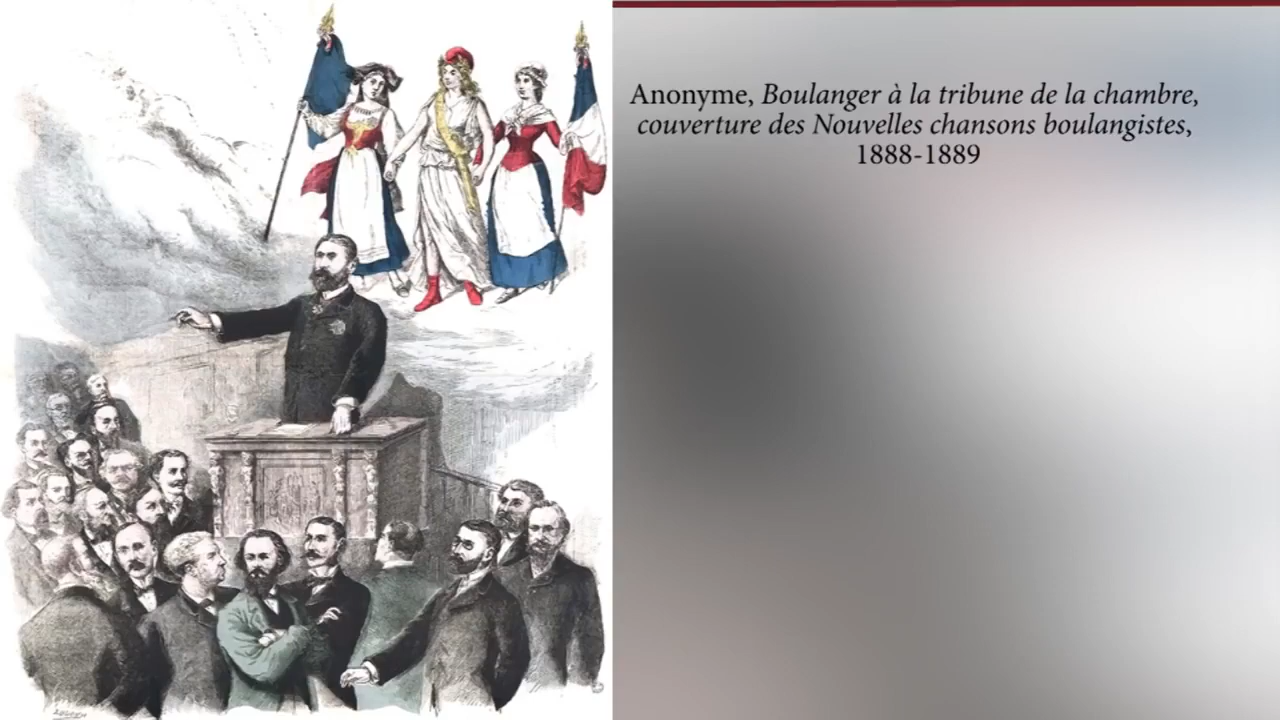 Anonyme, Boulanger à la tribune de la chambre,
couverture des Nouvelles chansons boulangistes,
1888-1889